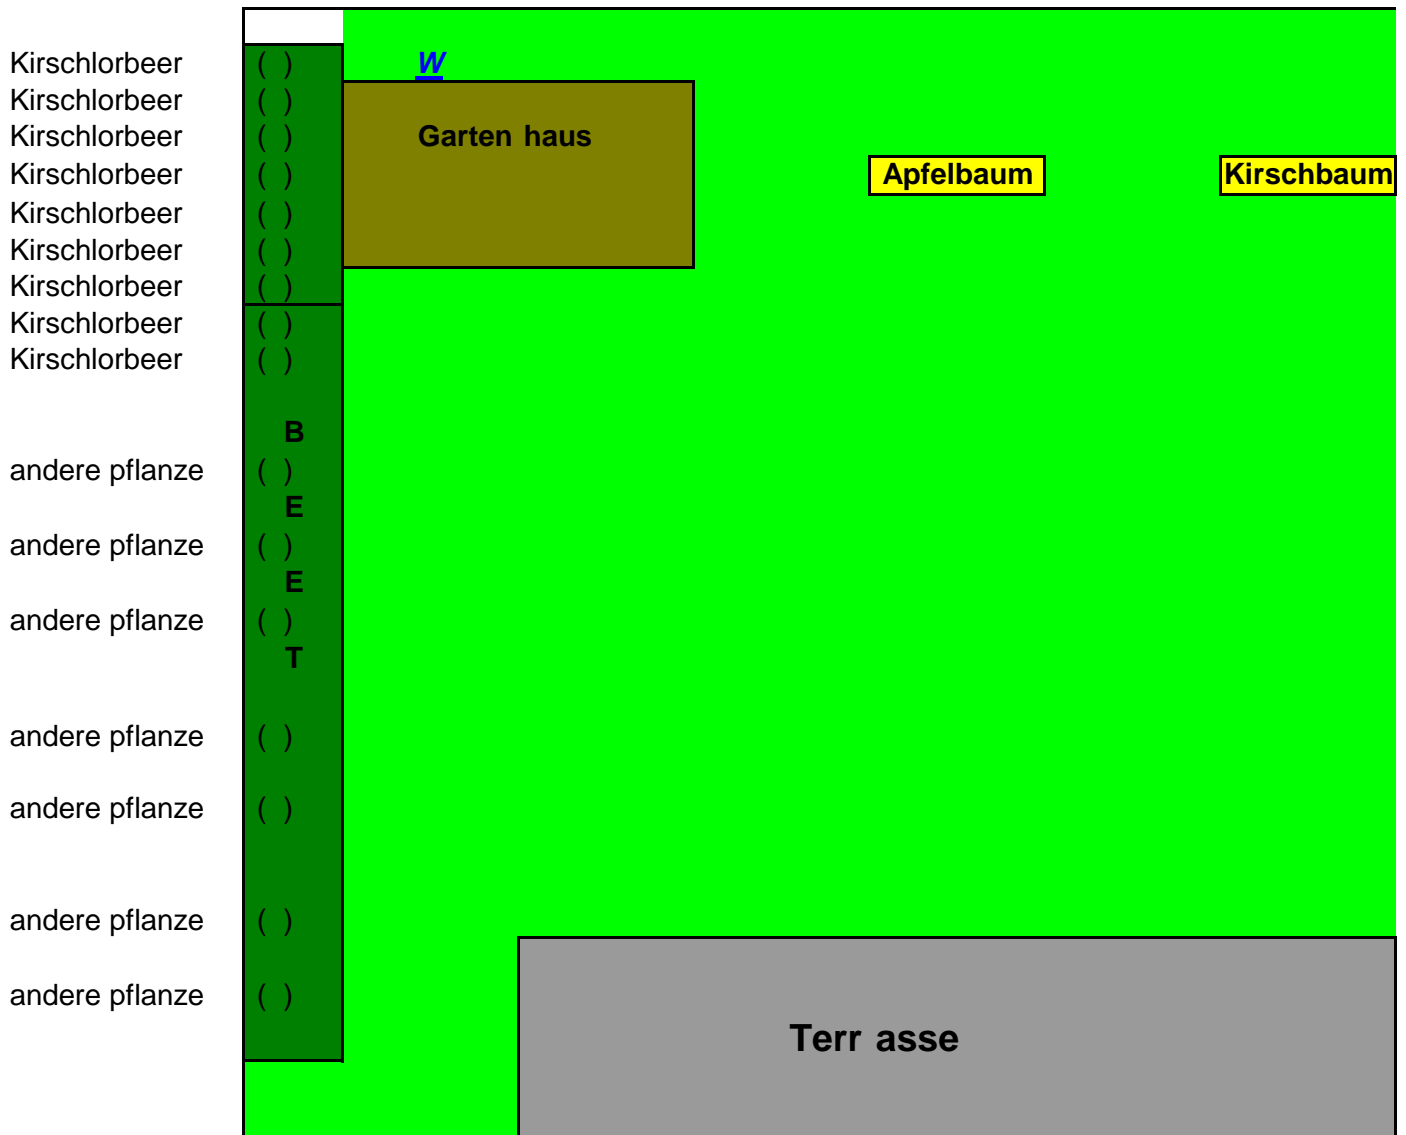 Kirschlorbeer ( ) W
Kirschlorbeer ( )
Kirschlorbeer ( ) Garten haus
Kirschlorbeer ( ) Apfelbaum Kirschbaum
Kirschlorbeer ( )
Kirschlorbeer ( )
Kirschlorbeer ( )
Kirschlorbeer ( )
Kirschlorbeer ( )
B
andere pflanze ( )
E
andere pflanze ( )
E
andere pflanze ( )
T
andere pflanze ( )
andere pflanze ( )
andere pflanze ( )
andere pflanze ( )
Terr asse